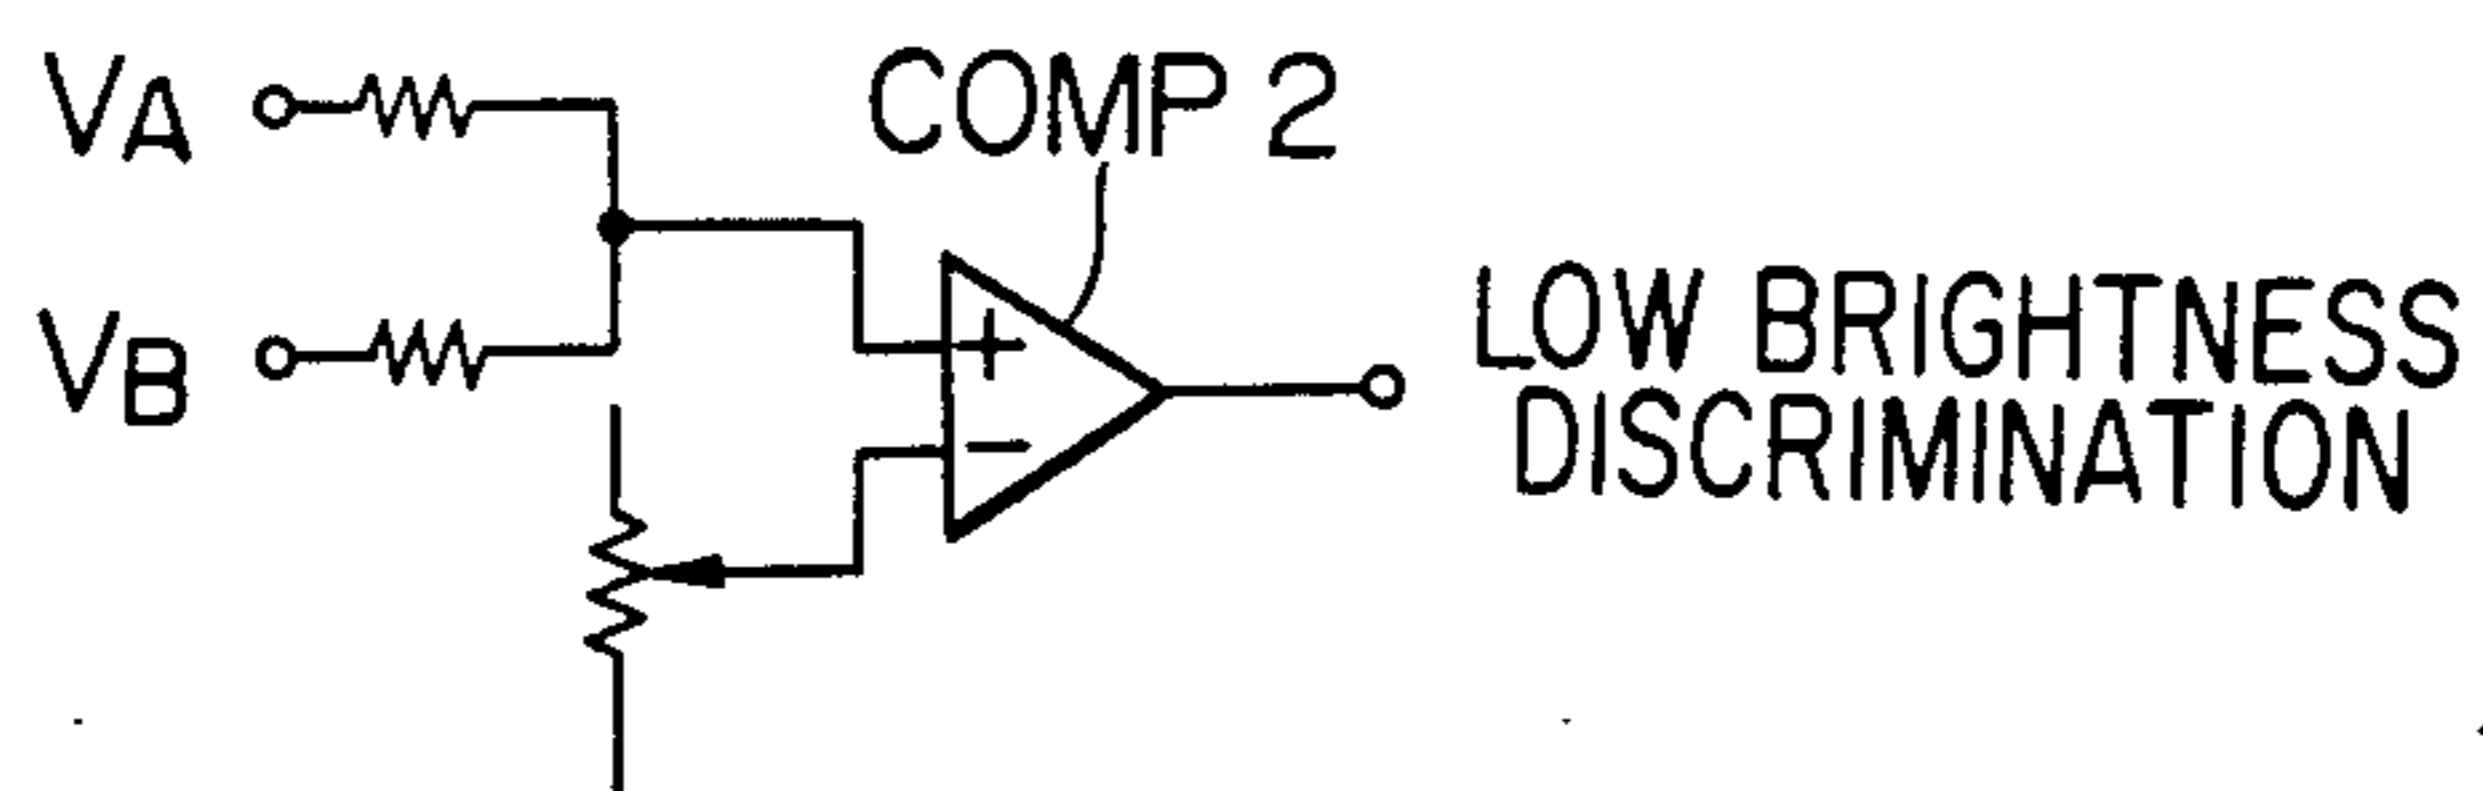 VA
COMP 2
VB
+
−
LOW BRIGHTNESS
DISCRIMINATION